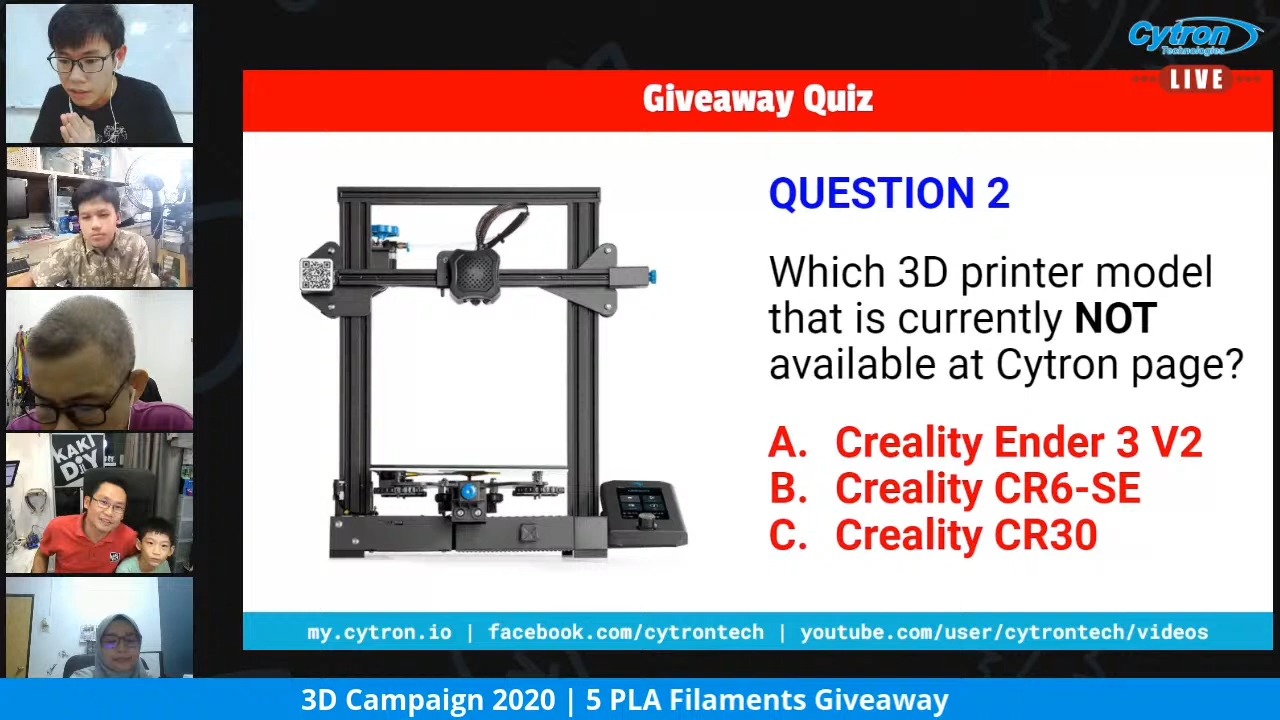 Cytron
Technologies
LIVE
Giveaway Quiz
QUESTION 2
Which 3D printer model
that is currently NOT
available at Cytron page?
A. Creality Ender 3 V2
B. Creality CR6-SE
C. Creality CR30
KAKI
DiY
my.cytron.io | facebook.com/cytrontech | youtube.com/user/cytrontech/videos
3D Campaign 2020 | 5 PLA Filaments Giveaway